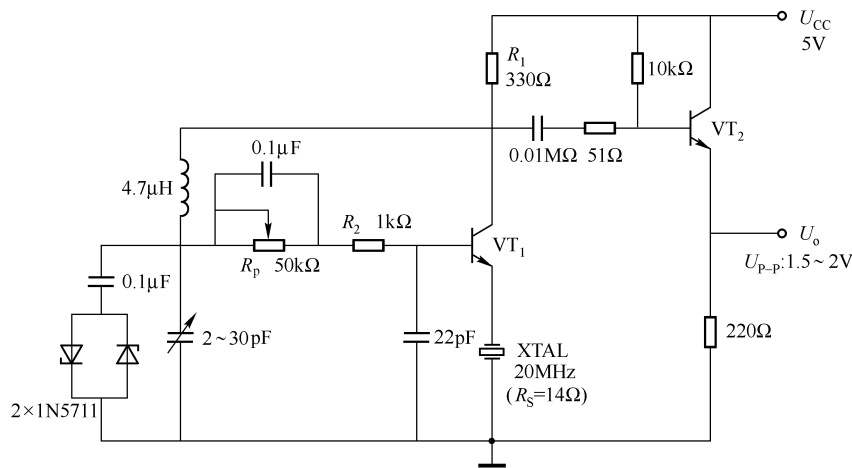 U_CC
5V
R_1
330Ω
10kΩ
VT_2
0.01MΩ 51Ω
0.1μF
4.7μH
R_2 1kΩ
VT_1
R_p 50kΩ
U_o
U_P-P:1.5~2V
0.1μF
2~30pF
22pF
XTAL
20MHz
(R_S=14Ω)
220Ω
2×1N5711